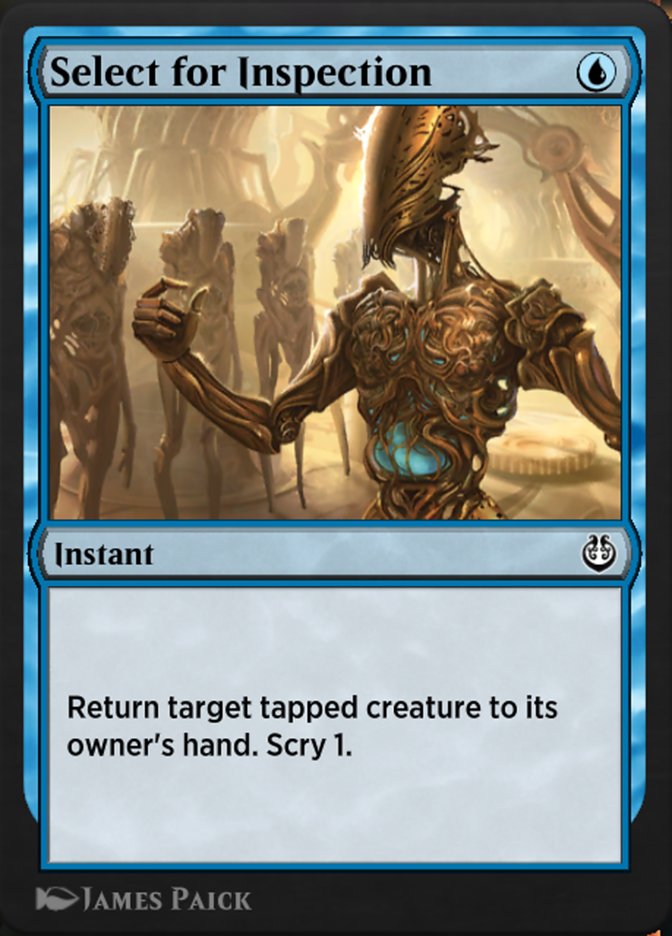 Select for Inspection
Instant
Return target tapped creature to its
owner's hand. Scry 1.
James Paick